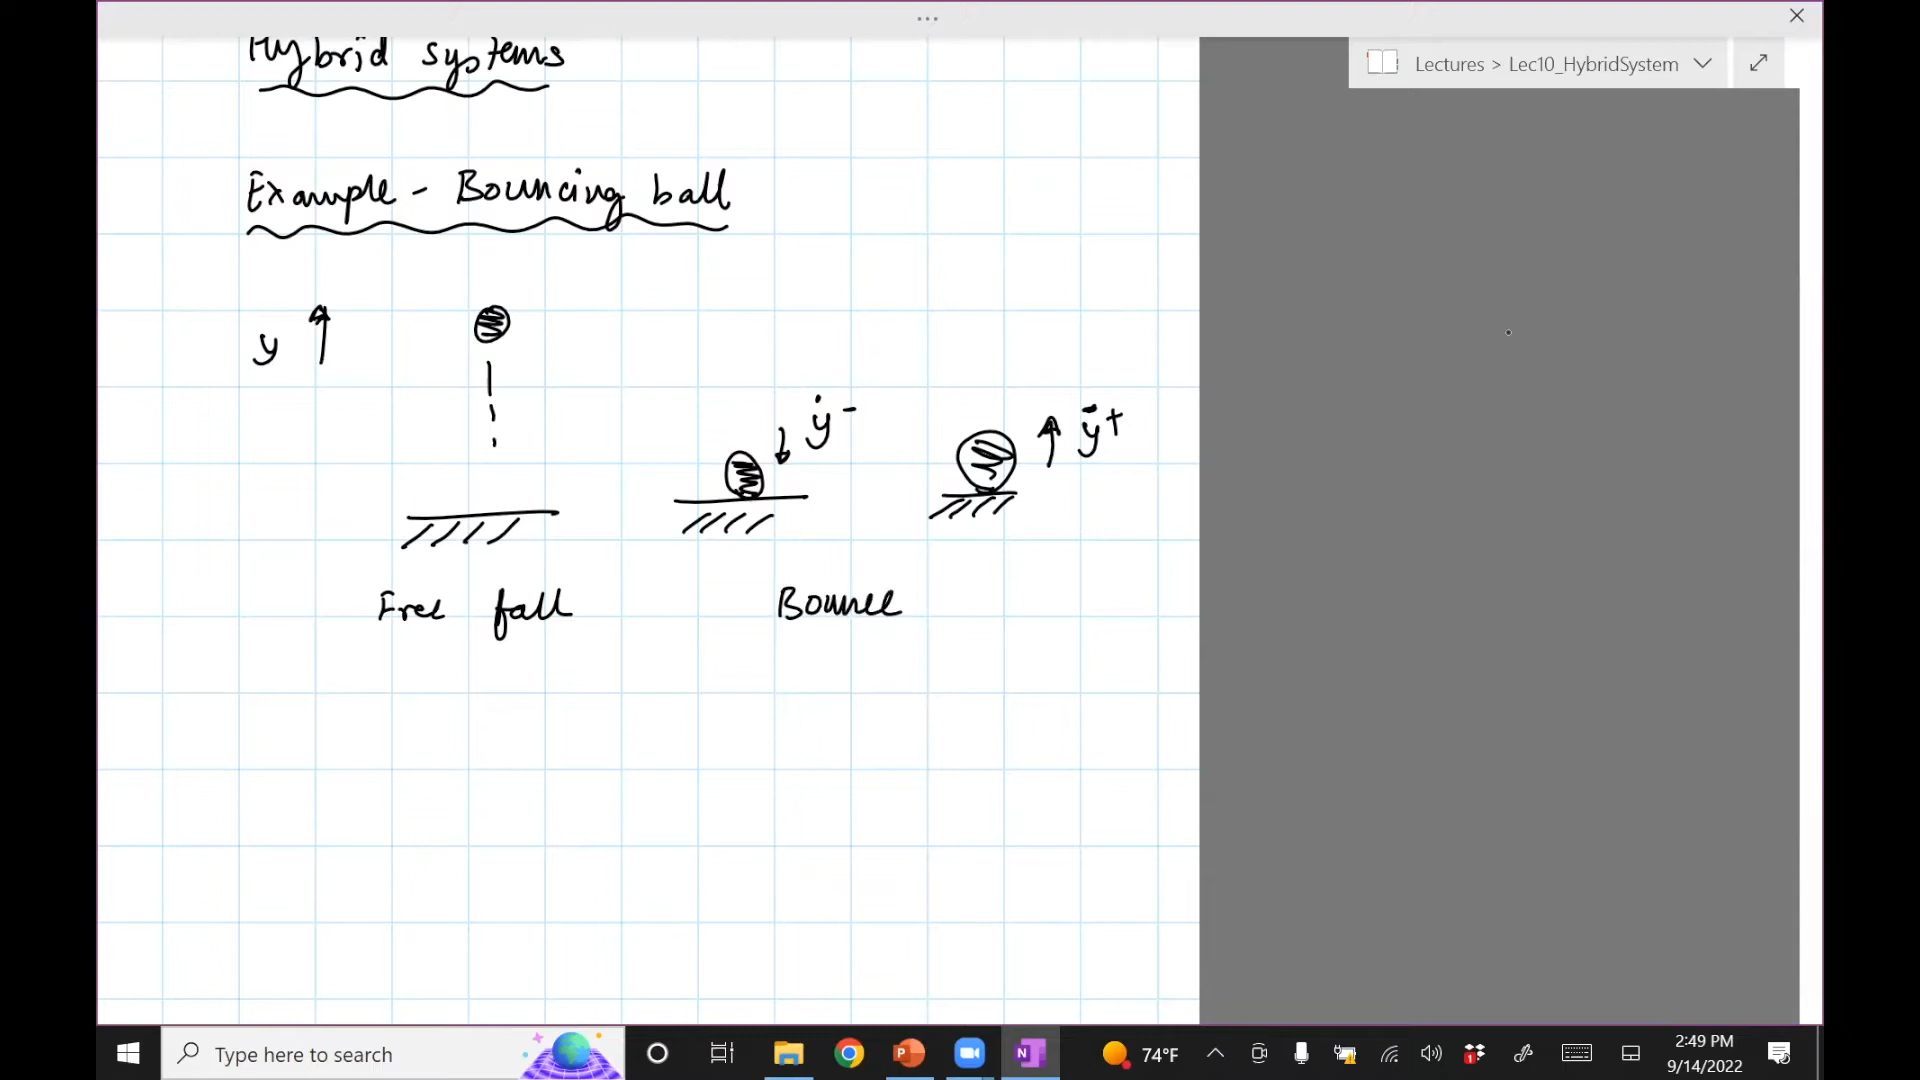 Lectures > Lec10_HybridSystem
Hybrid systems
Example - Bouncing ball
y
ẏ-
ẏ+
Free fall
Bounce
Type here to search
74°F
1
2:49 PM
9/14/2022